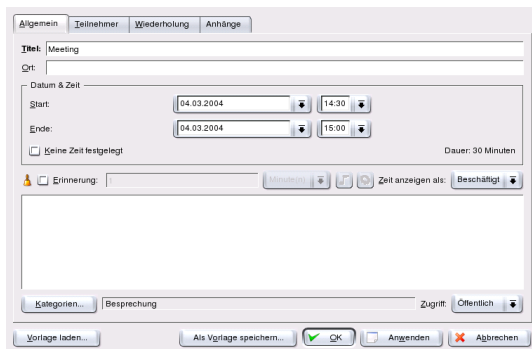 Allgemein Teilnehmer Wiederholung Anhänge
Titel: Meeting
Ort:
Datum & Zeit
Start: 04.03.2004 14:30
Ende: 04.03.2004 15:00
Keine Zeit festgelegt Dauer: 30 Minuten
Erinnerung: 1 Minute(n) Zeit anzeigen als: Beschäftigt
Kategorien... Besprechung Zugriff: Öffentlich
Vorlage laden... Als Vorlage speichern... OK Anwenden Abbrechen